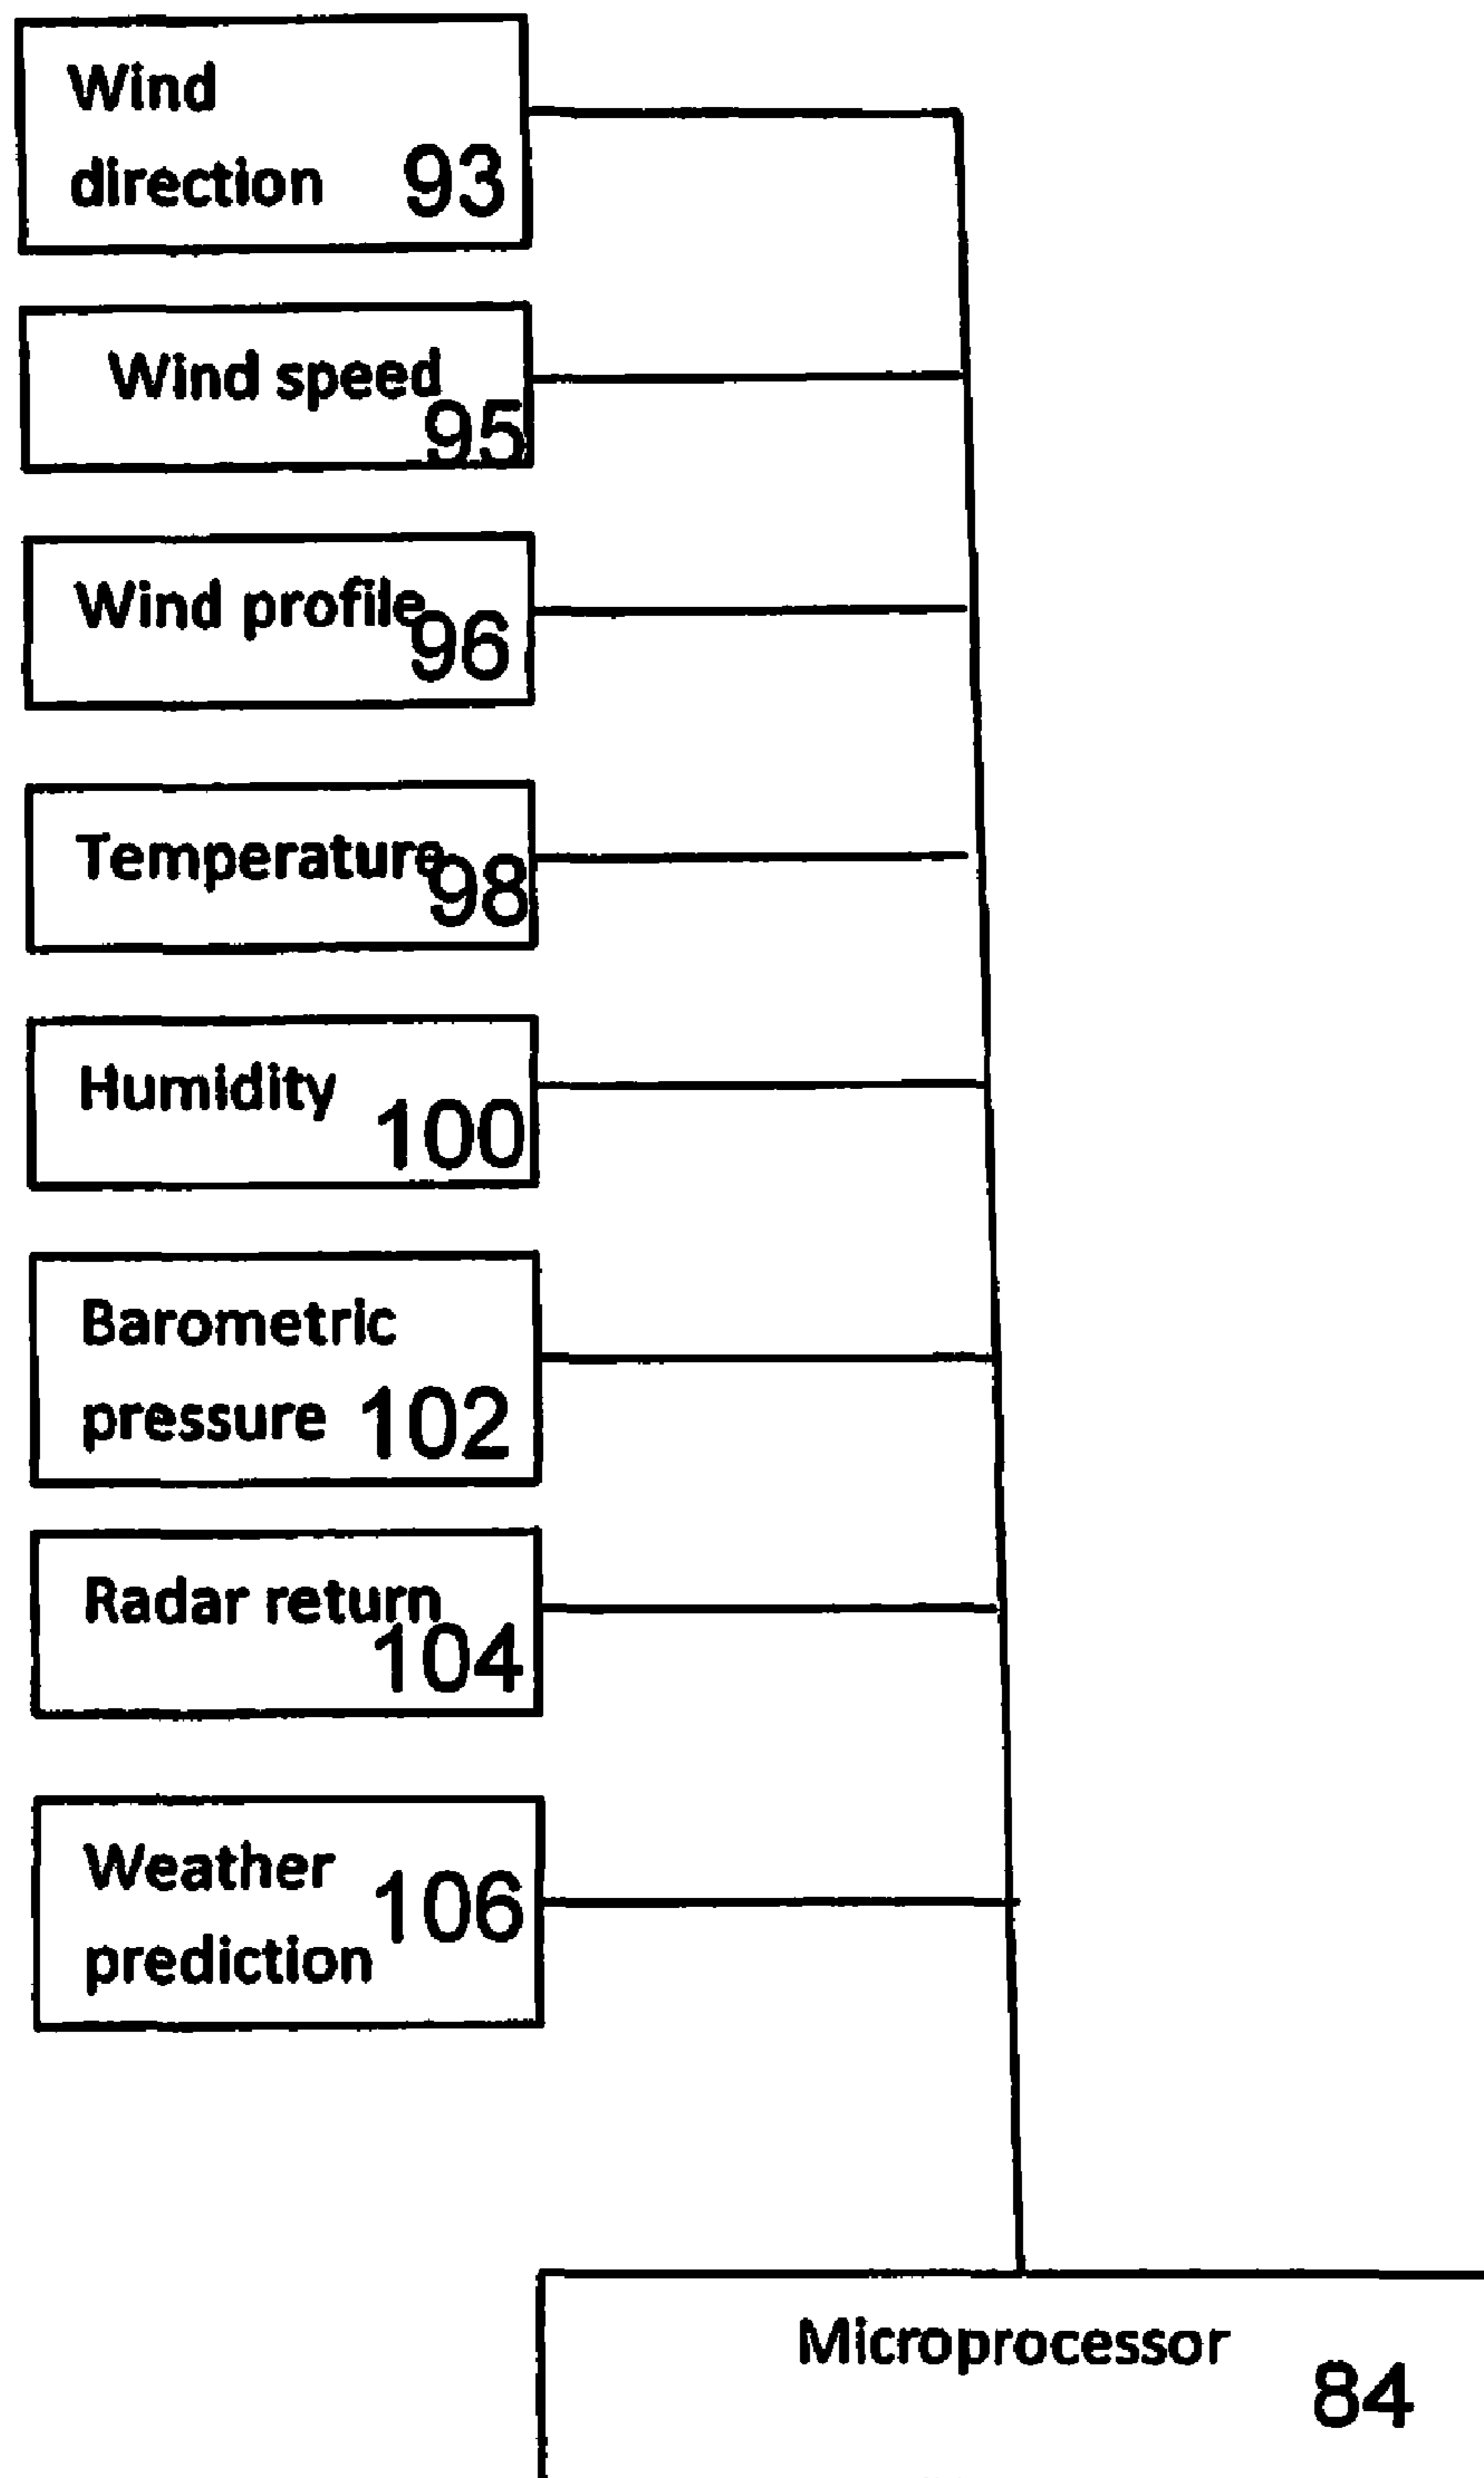 Wind
direction 93
Wind speed
95
Wind profile
96
Temperature
98
Humidity
100
Barometric
pressure 102
Radar return
104
Weather
106
prediction
Microprocessor
84